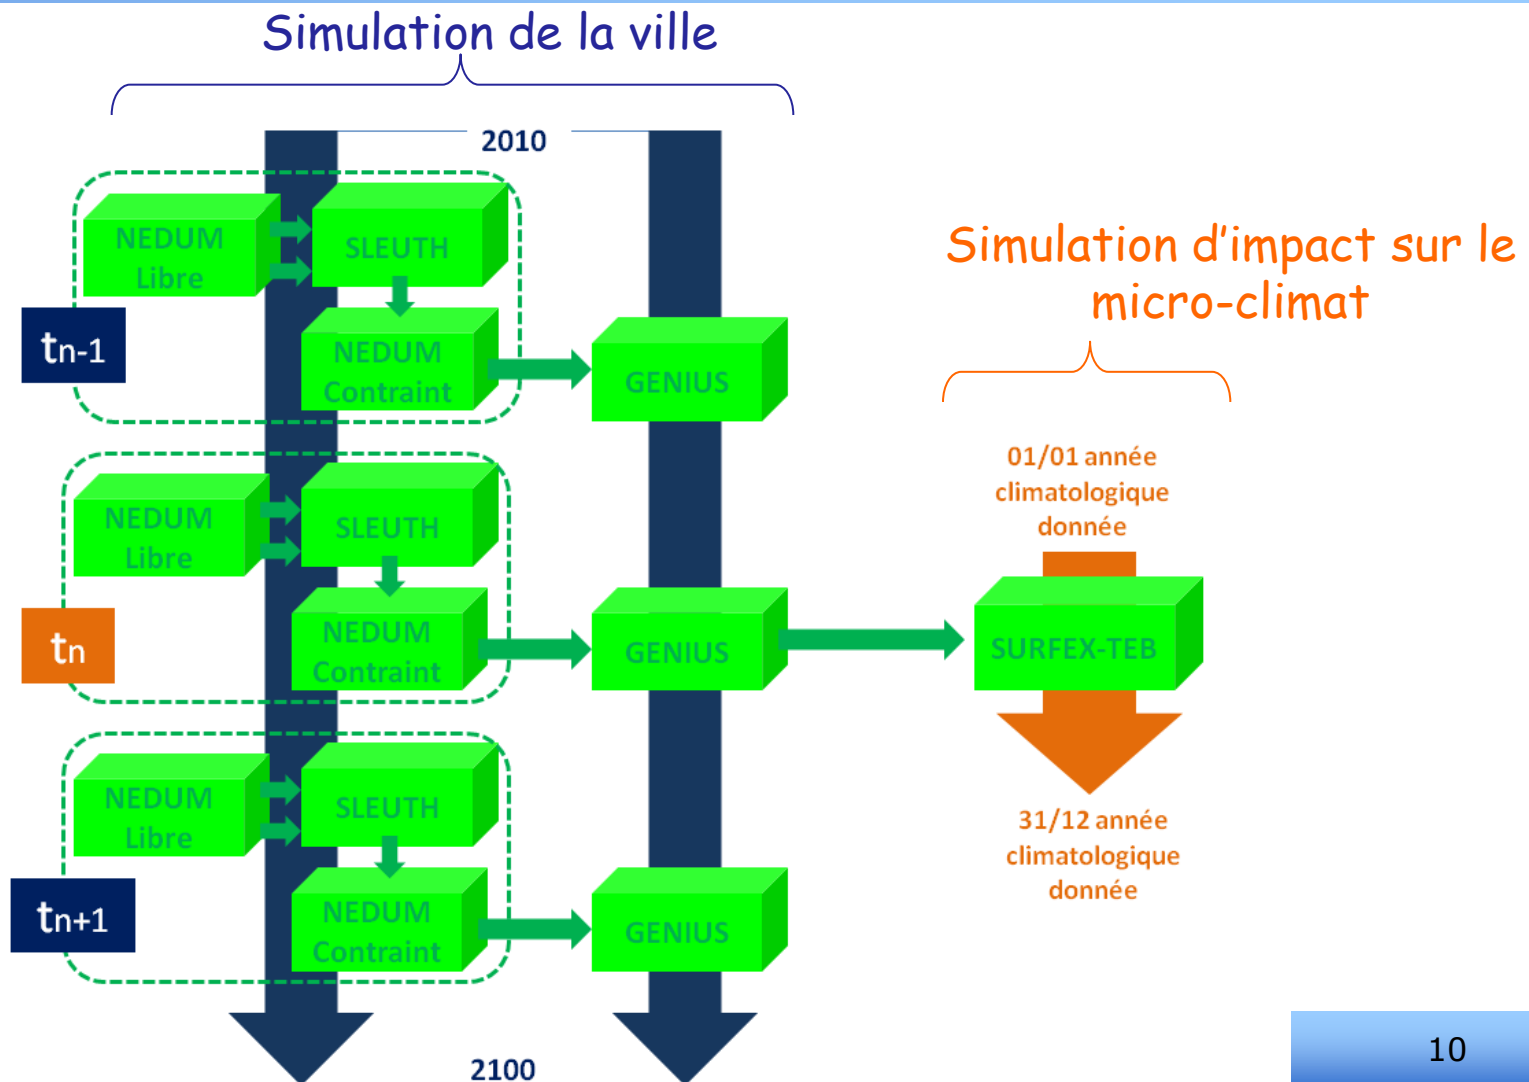 Simulation de la ville
2010
NEDUM
Libre
SLEUTH
tn-1
NEDUM
Contraint
GENIUS
Simulation d'impact sur le
micro-climat
01/01 année
climatologique
donnée
NEDUM
Libre
SLEUTH
tn
NEDUM
Contraint
GENIUS
SURFEX-TEB
NEDUM
Libre
SLEUTH
31/12 année
climatologique
donnée
tn+1
NEDUM
Contraint
GENIUS
2100
10